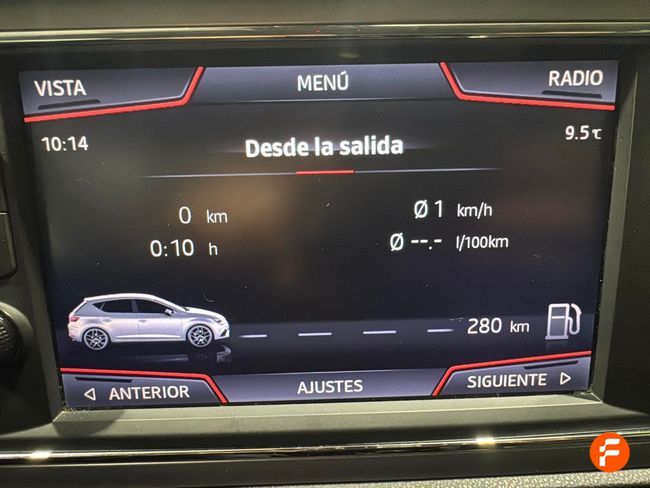 VISTA
MENÚ
RADIO
10:14
Desde la salida
9.5 °C
0 km
Ø 1 km/h
0:10 h
Ø --.- l/100km
280 km
ANTERIOR
AJUSTES
SIGUIENTE